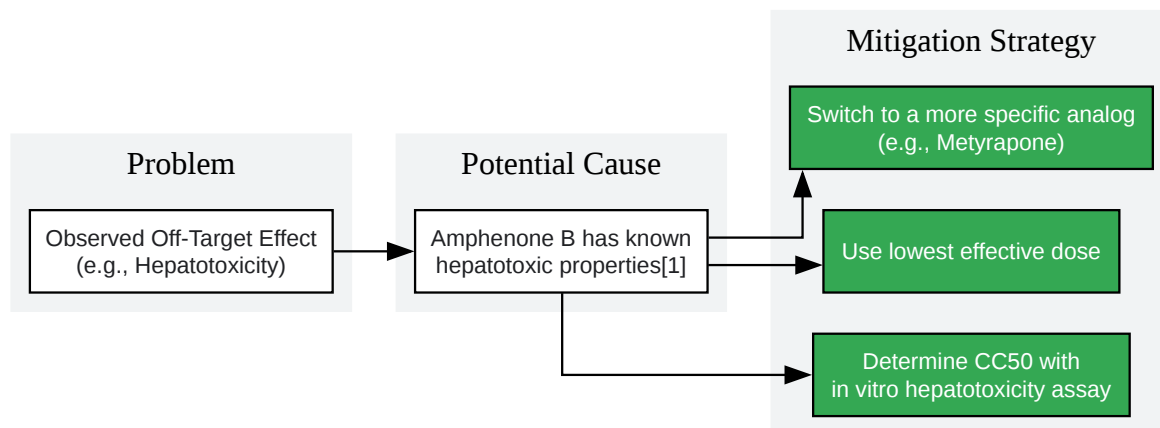 Problem
Observed Off-Target Effect
(e.g., Hepatotoxicity)
Potential Cause
Amphenone B has known
hepatotoxic properties[1]
Mitigation Strategy
Switch to a more specific analog
(e.g., Metyrapone)
Use lowest effective dose
Determine CC50 with
in vitro hepatotoxicity assay